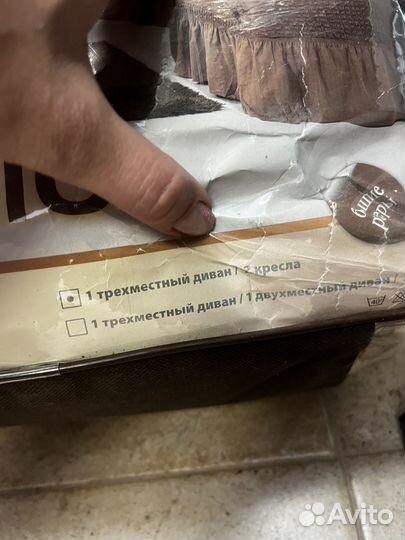 1 трехместный диван / 2 кресла
1 трехместный диван / 1 двухместный диван /
40°
Avito